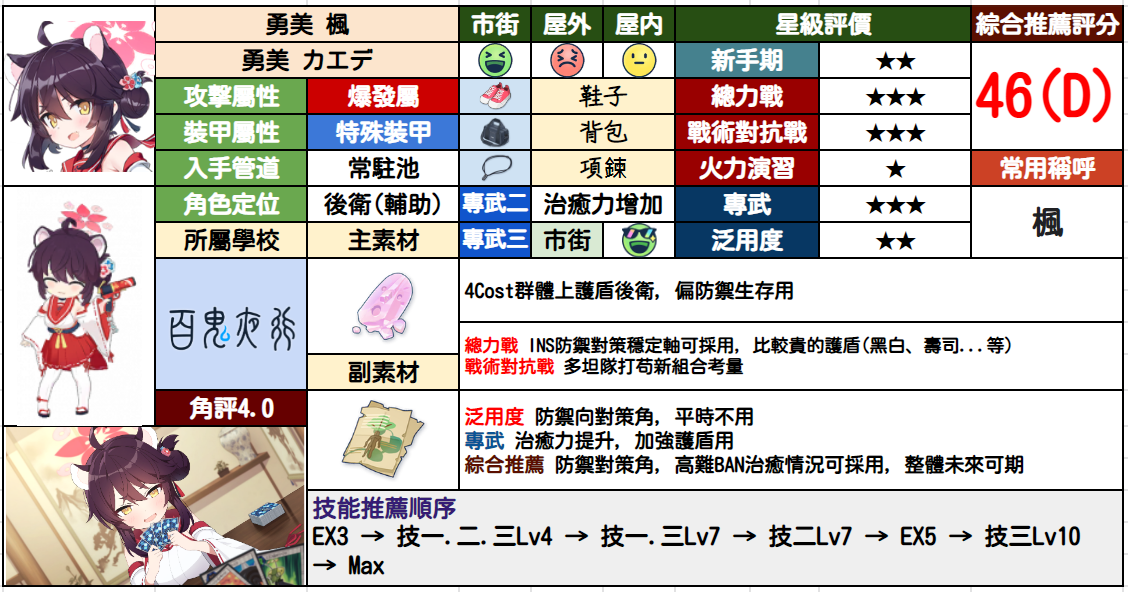 勇美 楓
市街
屋外
屋內
星級評價
綜合推薦評分
勇美 カエデ
新手期
★★
46(D)
攻擊屬性
爆發屬
鞋子
總力戰
★★★
裝甲屬性
特殊裝甲
背包
戰術對抗戰
★★★
入手管道
常駐池
項鍊
火力演習
★
常用稱呼
角色定位
後衛(輔助)
專武二
治癒力增加
專武
★★★
楓
所屬學校
主素材
專武三
市街
泛用度
★★
百鬼夜行
4Cost群體上護盾後衛, 偏防禦生存用
總力戰 INS防禦對策穩定軸可採用, 比較貴的護盾(黑白、壽司...等)
戰術對抗戰 多坦隊打苟新組合考量
副素材
角評4.0
泛用度 防禦向對策角, 平時不用
專武 治癒力提升, 加強護盾用
綜合推薦 防禦對策角, 高難BAN治癒情況可採用, 整體未來可期
技能推薦順序
EX3 → 技一.二.三Lv4 → 技一.三Lv7 → 技二Lv7 → EX5 → 技三Lv10
→ Max